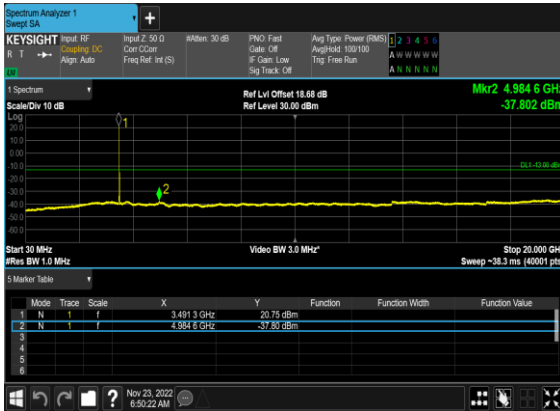 Spectrum Analyzer 1
Swept SA
+
KEYSIGHT Input: RF Input Z: 50 Ω #Atten: 30 dB PNO: Fast Avg Type: Power (RMS) 1 2 3 4 5 6
R T Coupling: DC Corr CCorr Gate: Off Avg|Hold: 100/100 A W W W W W
Align: Auto Freq Ref: Int (S) IF Gain: Low Trig: Free Run
Sig Track: Off A N N N N N
1 Spectrum Ref Lvl Offset 18.68 dB Mkr2 4.984 6 GHz
Scale/Div 10 dB Ref Level 30.00 dBm -37.802 dBm
Log
20.0
10.0
0.00
-10.0
-20.0
-30.0
-40.0
-50.0
-60.0
1
2
DL1 -13.00 dBm
Start 30 MHz Video BW 3.0 MHz* Stop 20.000 GHz
#Res BW 1.0 MHz Sweep ~38.3 ms (40001 pts)
5 Marker Table
Mode Trace Scale X Y Function Function Width Function Value
1 N 1 f 3.491 3 GHz 20.75 dBm
2 N 1 f 4.984 6 GHz -37.80 dBm
3
4
5
6
? Nov 23, 2022
6:50:22 AM